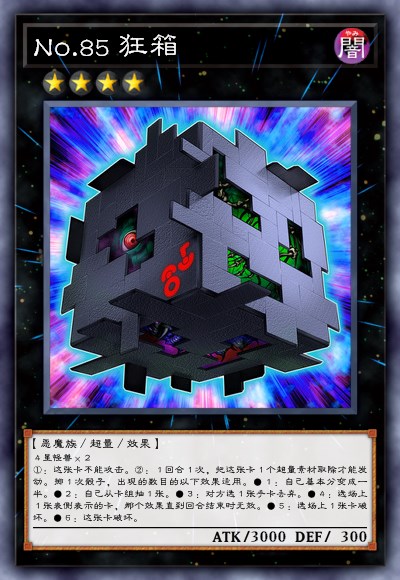 No.85 狂箱
やみ
闇
85
【恶魔族／超量／效果】
4星怪兽×2
①：这张卡不能攻击。②：1回合1次，把这张卡1个超量素材取除才能发
动。掷1次骰子，出现的数目的以下效果适用。●1：自己基本分变成一
半。●2：自己从卡组抽1张。●3：对方选1张手卡丢弃。●4：选场上
1张表侧表示的卡，那个效果直到回合结束时无效。●5：选场上1张卡破
坏。●6：这张卡破坏。
ATK/3000 DEF/ 300